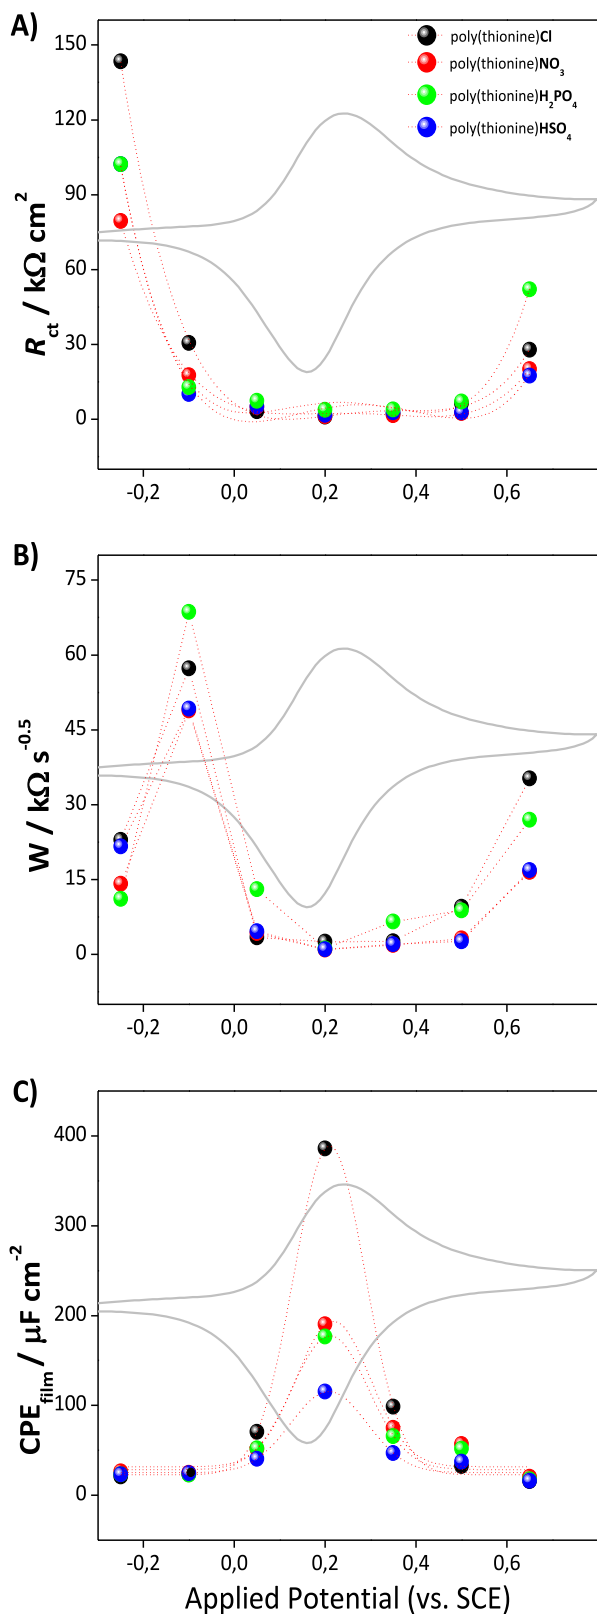 A)
poly(thionine)Cl
poly(thionine)NO₃
poly(thionine)H₂PO₄
poly(thionine)HSO₄
150
120
90
60
30
0
R_ct / kΩ cm²
-0,2 0,0 0,2 0,4 0,6
B)
75
60
45
30
15
0
W / kΩ s^-0.5
-0,2 0,0 0,2 0,4 0,6
C)
400
300
200
100
0
CPE_film / μF cm^-2
-0,2 0,0 0,2 0,4 0,6
Applied Potential (vs. SCE)